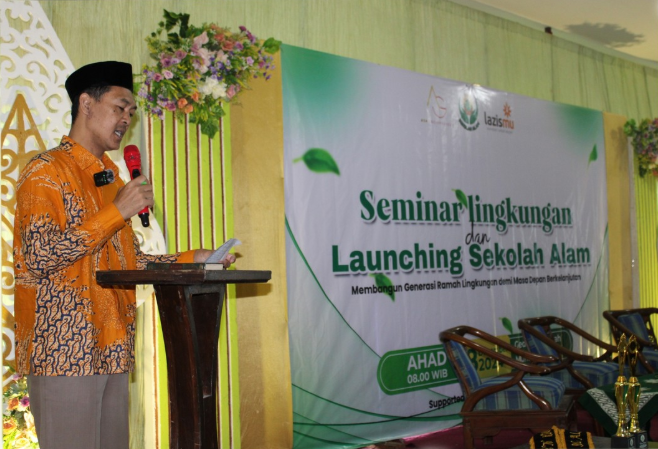 lazismu
Seminar lingkungan
dan
Launching Sekolah Alam
Membangun Generasi Ramah Lingkungan demi Masa Depan Berkelanjutan
AHAD
08.00 WIB
Supported